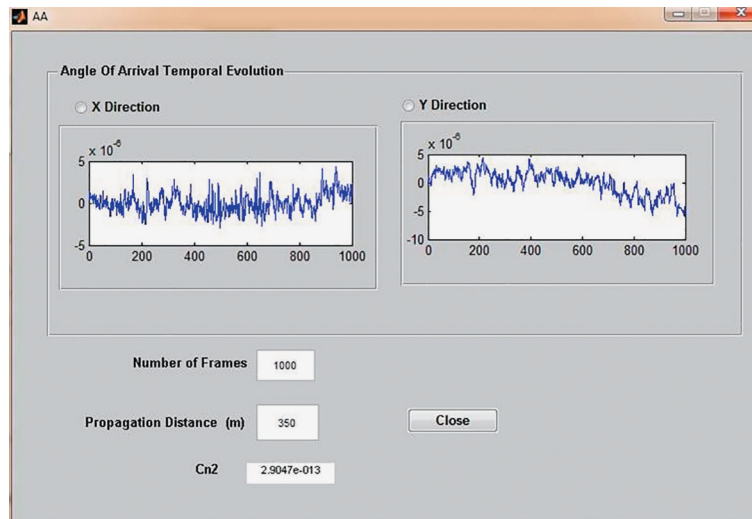 AA
Angle Of Arrival Temporal Evolution
X Direction
Y Direction
x 10^-6
5
0
-5
0 200 400 600 800 1000
x 10^-6
5
0
-5
-10
0 200 400 600 800 1000
Number of Frames 1000
Propagation Distance (m) 350
Close
Cn2 2.9047e-013